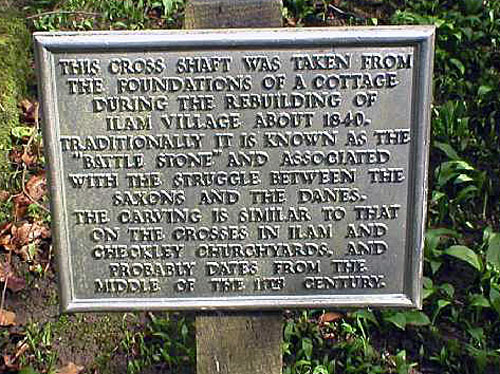 THIS CROSS SHAFT WAS TAKEN FROM
THE FOUNDATIONS OF A COTTAGE
DURING THE REBUILDING OF
ILAM VILLAGE ABOUT 1840.
TRADITIONALLY IT IS KNOWN AS THE
"BATTLE STONE" AND ASSOCIATED
WITH THE STRUGGLE BETWEEN THE
SAXONS AND THE DANES.
THE CARVING IS SIMILAR TO THAT
ON THE CROSSES IN ILAM AND
CHECKLEY CHURCHYARDS, AND
PROBABLY DATES FROM THE
MIDDLE OF THE 11TH CENTURY.